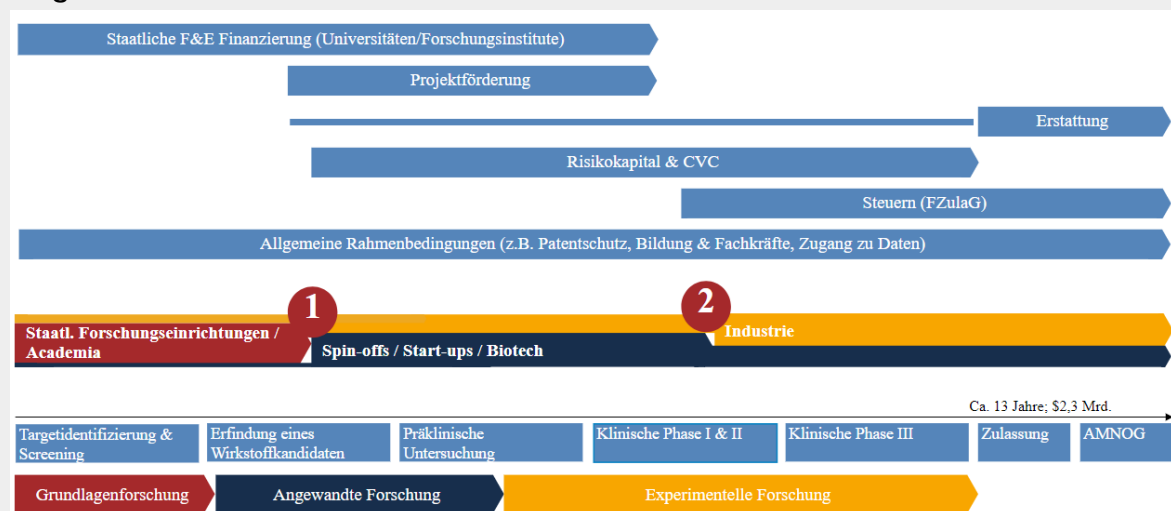 Staatliche F&E Finanzierung (Universitäten/Forschungsinstitute)
Projektförderung
Erstattung
Risikokapital & CVC
Steuern (FZulaG)
Allgemeine Rahmenbedingungen (z.B. Patentschutz, Bildung & Fachkräfte, Zugang zu Daten)
1
2
Staatl. Forschungseinrichtungen /
Academia
Spin-offs / Start-ups / Biotech
Industrie
Ca. 13 Jahre; $2,3 Mrd.
Targetidentifizierung &
Screening
Erfindung eines
Wirkstoffkandidaten
Präklinische
Untersuchung
Klinische Phase I & II
Klinische Phase III
Zulassung
AMNOG
Grundlagenforschung
Angewandte Forschung
Experimentelle Forschung